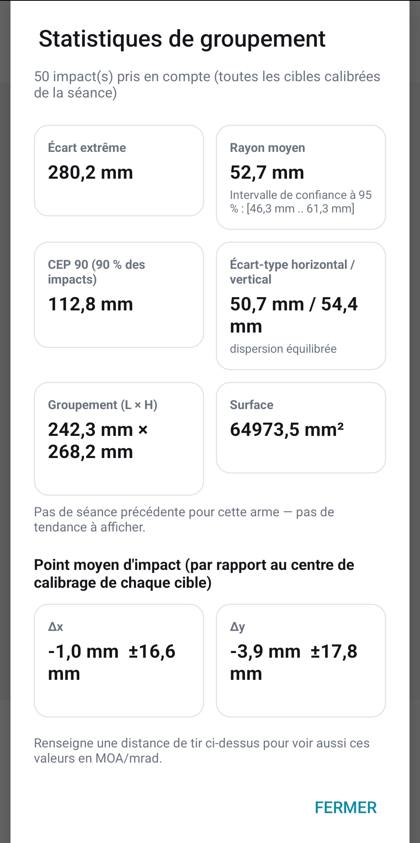 Statistiques de groupement
50 impact(s) pris en compte (toutes les cibles calibrées
de la séance)
Écart extrême
280,2 mm
Rayon moyen
52,7 mm
Intervalle de confiance à 95
% : [46,3 mm .. 61,3 mm]
CEP 90 (90 % des
impacts)
112,8 mm
Écart-type horizontal /
vertical
50,7 mm / 54,4
mm
dispersion équilibrée
Groupement (L × H)
242,3 mm ×
268,2 mm
Surface
64973,5 mm²
Pas de séance précédente pour cette arme — pas de
tendance à afficher.
Point moyen d'impact (par rapport au centre de
calibrage de chaque cible)
Δx
-1,0 mm ±16,6
mm
Δy
-3,9 mm ±17,8
mm
Renseigne une distance de tir ci-dessus pour voir aussi ces
valeurs en MOA/mrad.
FERMER